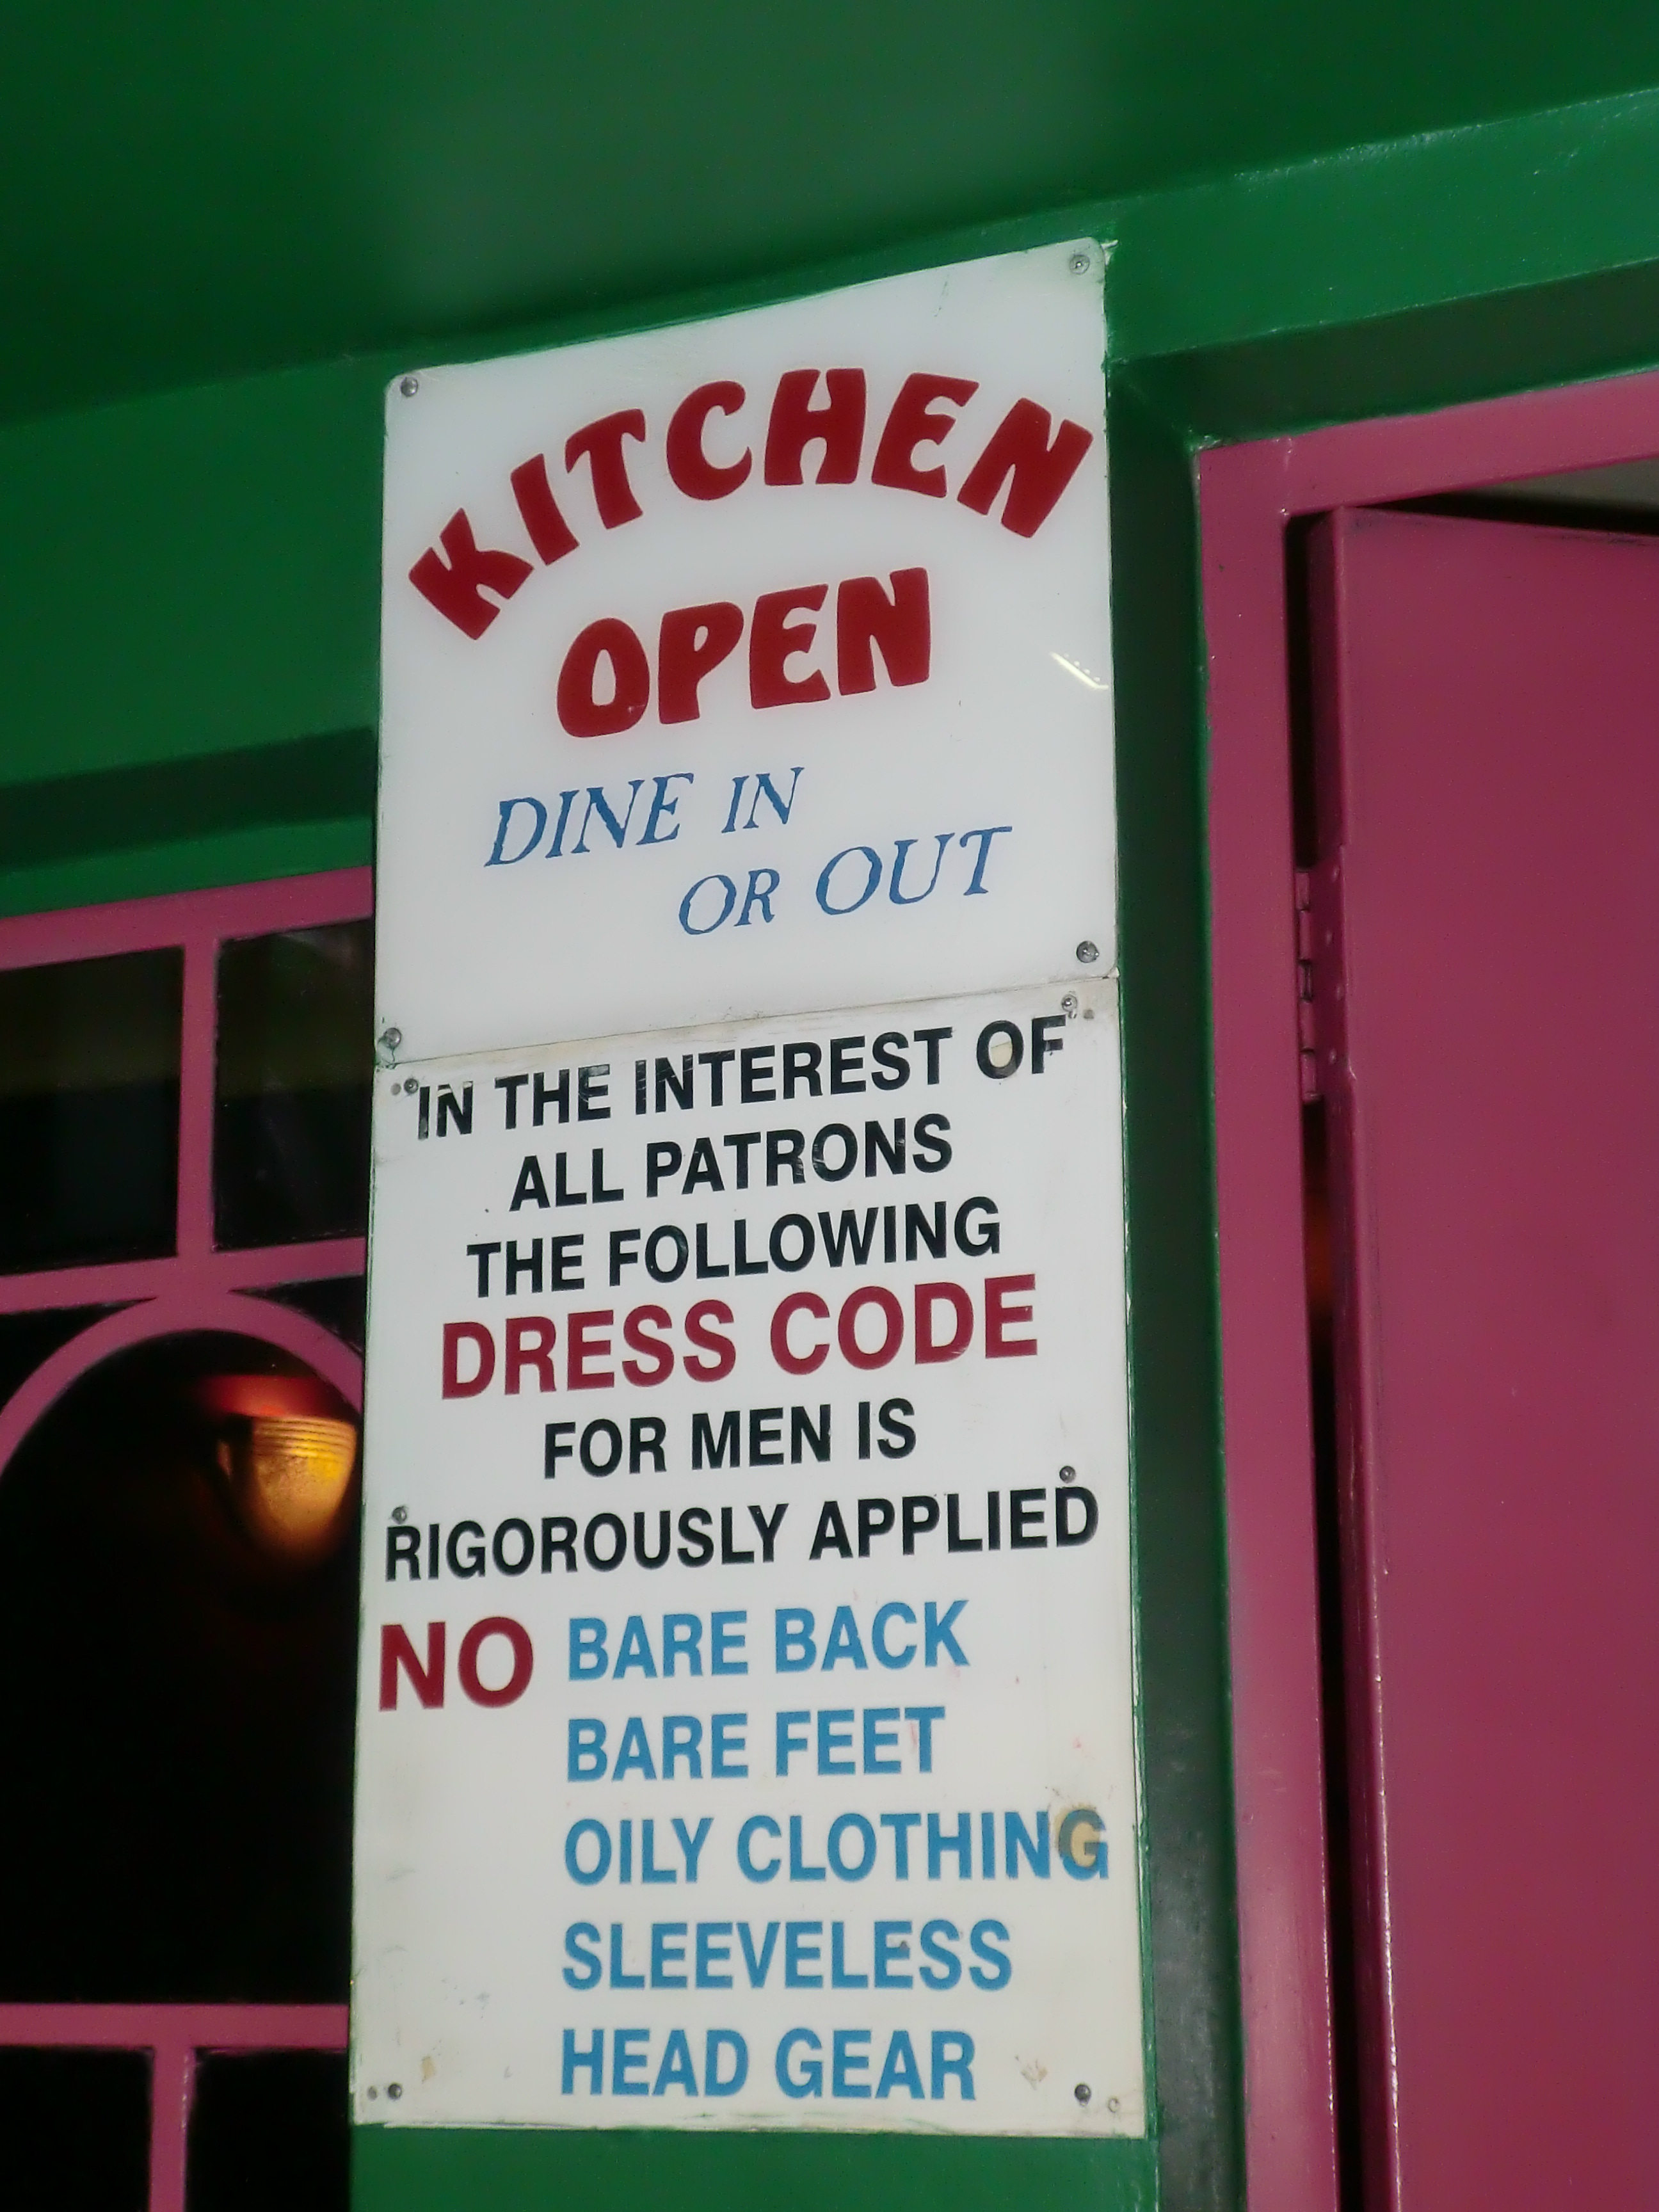 KITCHEN
OPEN
DINE IN
OR OUT
IN THE INTEREST OF
ALL PATRONS
THE FOLLOWING
DRESS CODE
FOR MEN IS
RIGOROUSLY APPLIED
NO BARE BACK
BARE FEET
OILY CLOTHING
SLEEVELESS
HEAD GEAR